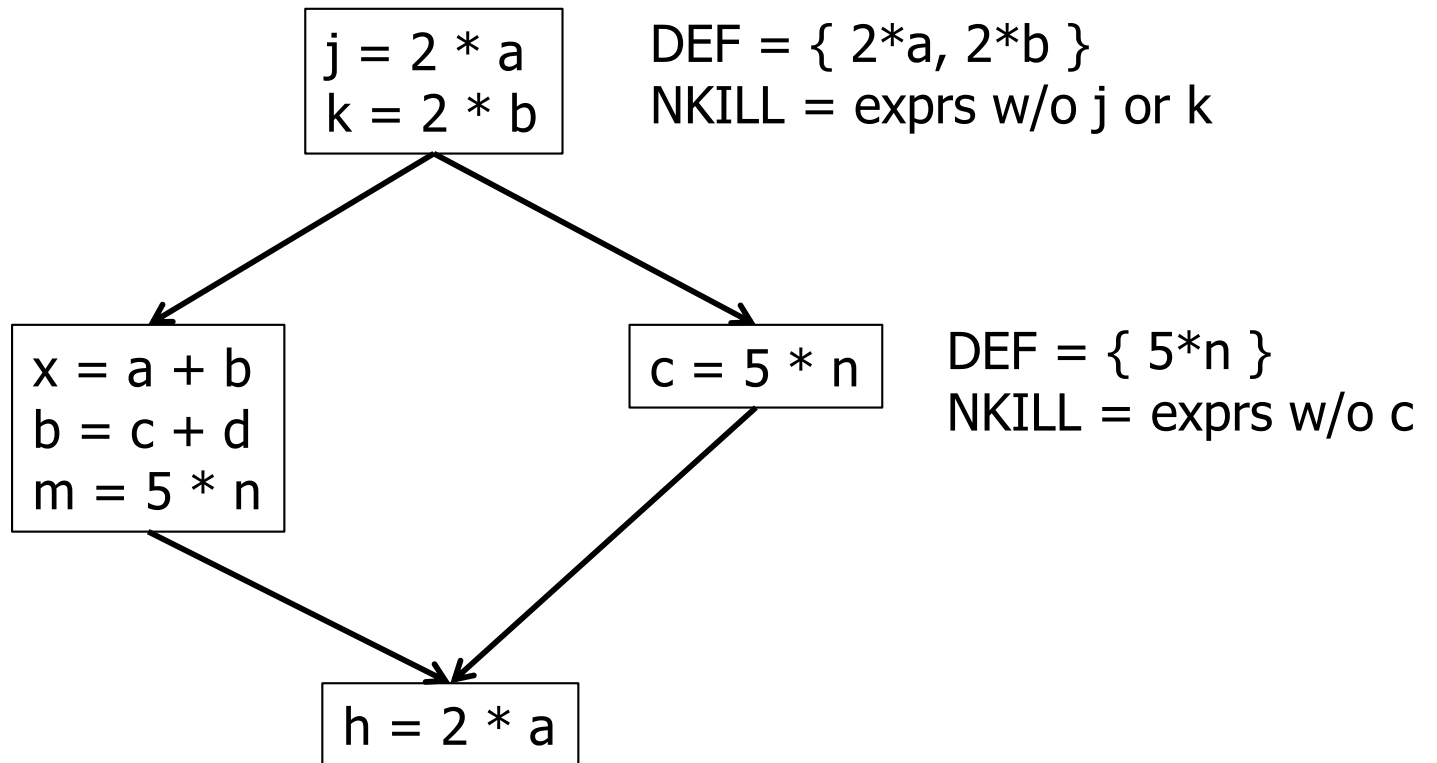 j = 2 * a
k = 2 * b
DEF = { 2*a, 2*b }
NKILL = exprs w/o j or k
x = a + b
b = c + d
m = 5 * n
c = 5 * n
DEF = { 5*n }
NKILL = exprs w/o c
h = 2 * a